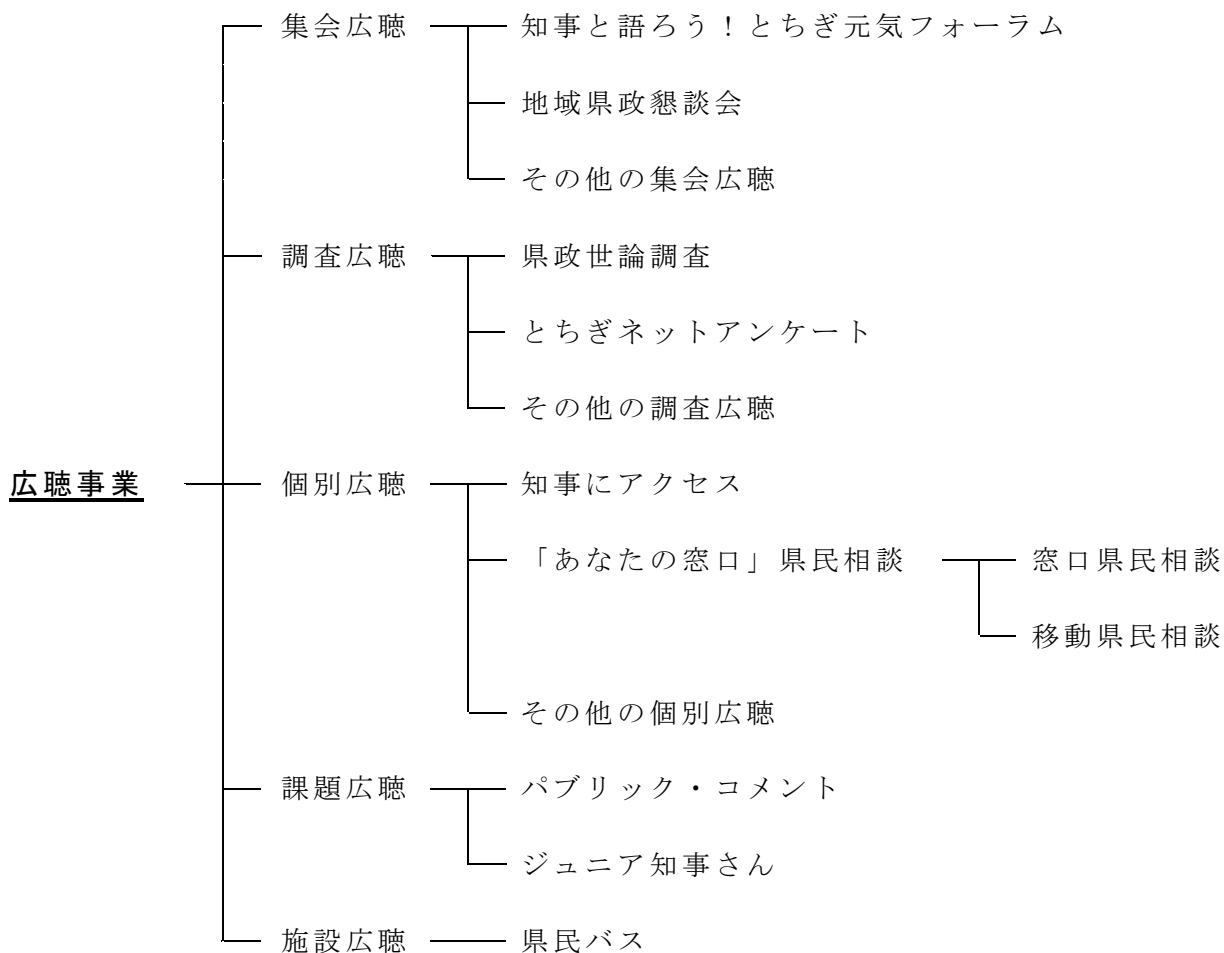 集会広聴 知事と語ろう！とちぎ元気フォーラム
地域県政懇談会
その他の集会広聴
調査広聴 県政世論調査
とちぎネットアンケート
その他の調査広聴
広聴事業 個別広聴 知事にアクセス
「あなたの窓口」県民相談 窓口県民相談
移動県民相談
その他の個別広聴
課題広聴 パブリック・コメント
ジュニア知事さん
施設広聴 県民バス